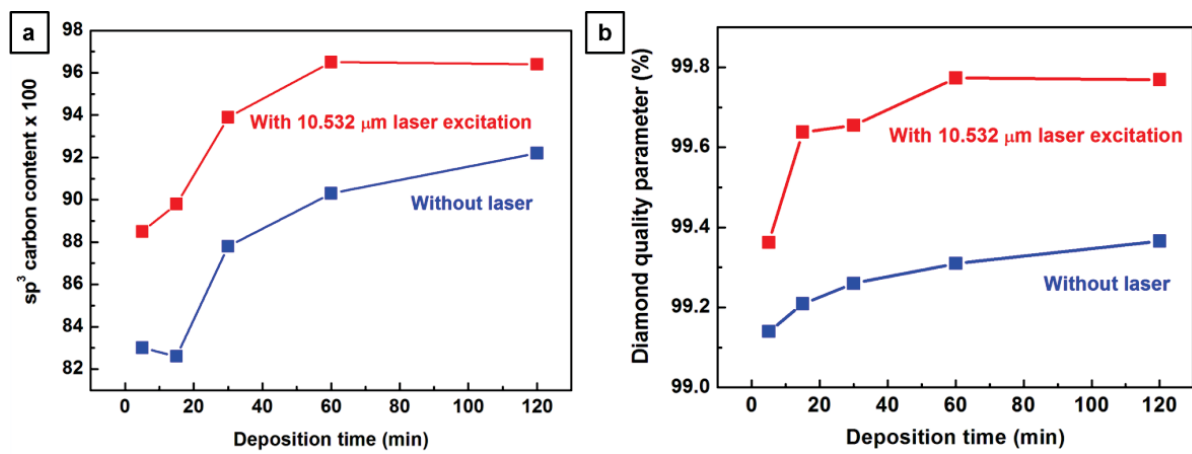 a
sp³ carbon content x 100
98
96
94
92
90
88
86
84
82
With 10.532 μm laser excitation
Without laser
0 20 40 60 80 100 120
Deposition time (min)
b
Diamond quality parameter (%)
99.8
99.6
99.4
99.2
99.0
With 10.532 μm laser excitation
Without laser
0 20 40 60 80 100 120
Deposition time (min)